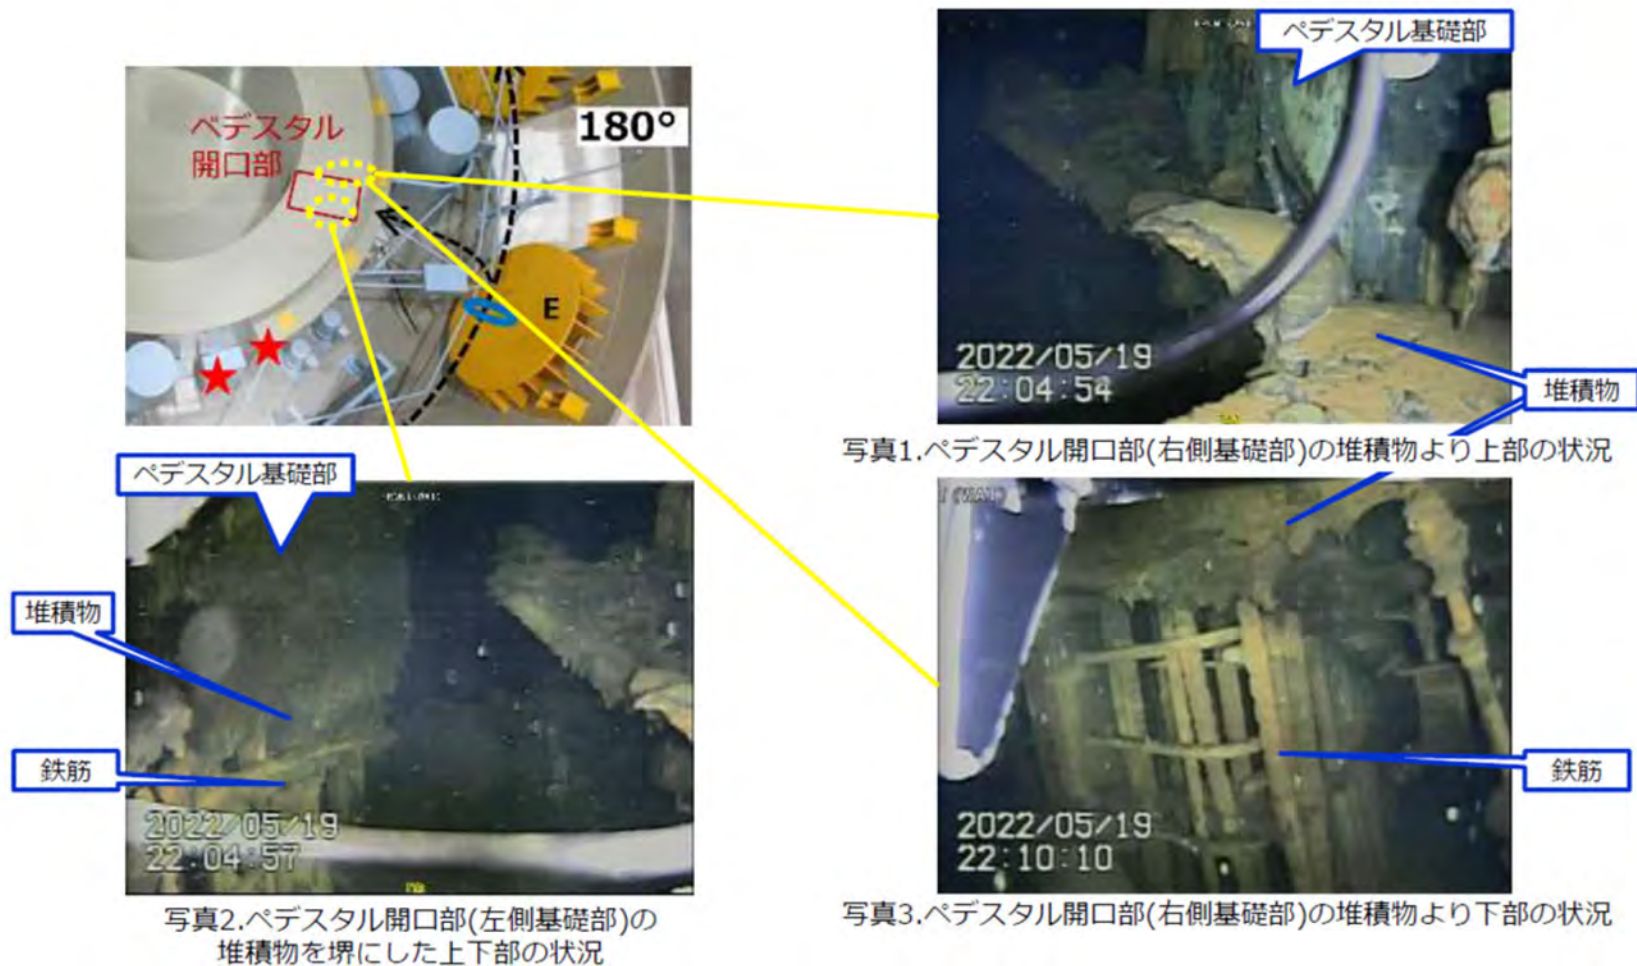 ペデスタル
開口部
180°
E
ペデスタル基礎部
2022/05/19
22:04:54
堆積物
写真1.ペデスタル開口部(右側基礎部)の堆積物より上部の状況
ペデスタル基礎部
堆積物
鉄筋
2022/05/19
22:04:57
写真2.ペデスタル開口部(左側基礎部)の
堆積物を堺にした上下部の状況
鉄筋
2022/05/19
22:10:10
写真3.ペデスタル開口部(右側基礎部)の堆積物より下部の状況